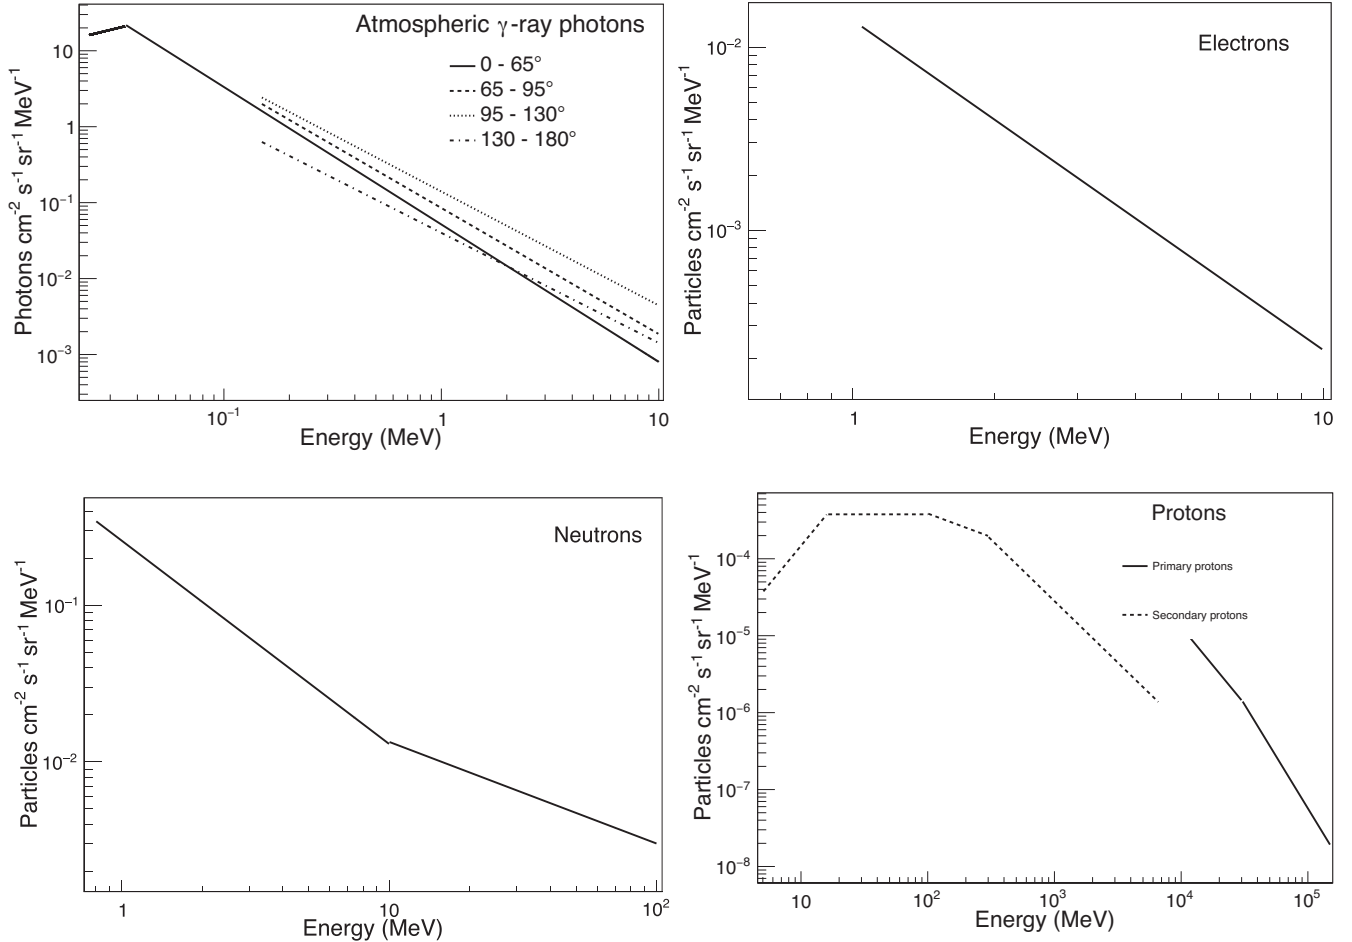 Atmospheric γ-ray photons
0 - 65°
65 - 95°
95 - 130°
130 - 180°
Photons cm⁻² s⁻¹ sr⁻¹ MeV⁻¹
10
1
10⁻¹
10⁻²
10⁻³
10⁻¹ 1 10
Energy (MeV)
Electrons
Particles cm⁻² s⁻¹ sr⁻¹ MeV⁻¹
10⁻²
10⁻³
1 10
Energy (MeV)
Neutrons
Particles cm⁻² s⁻¹ sr⁻¹ MeV⁻¹
10⁻¹
10⁻²
1 10 10²
Energy (MeV)
Protons
Primary protons
Secondary protons
Particles cm⁻² s⁻¹ sr⁻¹ MeV⁻¹
10⁻⁴
10⁻⁵
10⁻⁶
10⁻⁷
10⁻⁸
10 10² 10³ 10⁴ 10⁵
Energy (MeV)